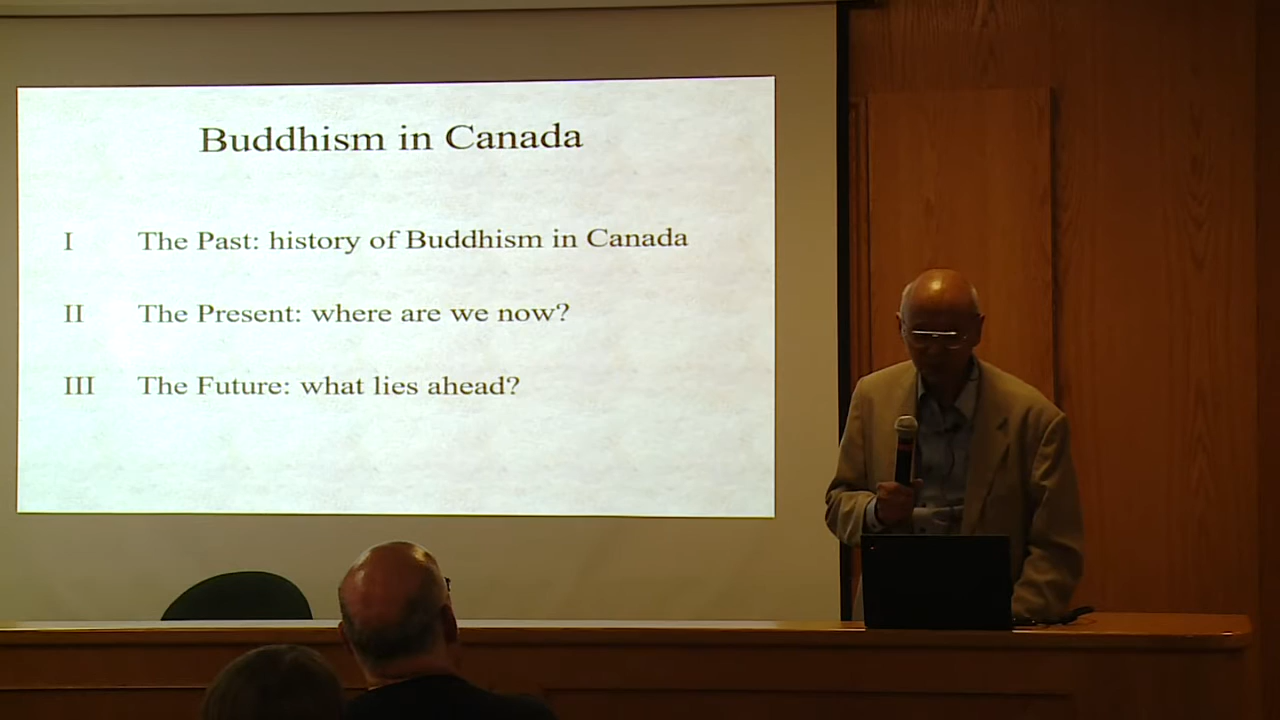 Buddhism in Canada
I The Past: history of Buddhism in Canada
II The Present: where are we now?
III The Future: what lies ahead?